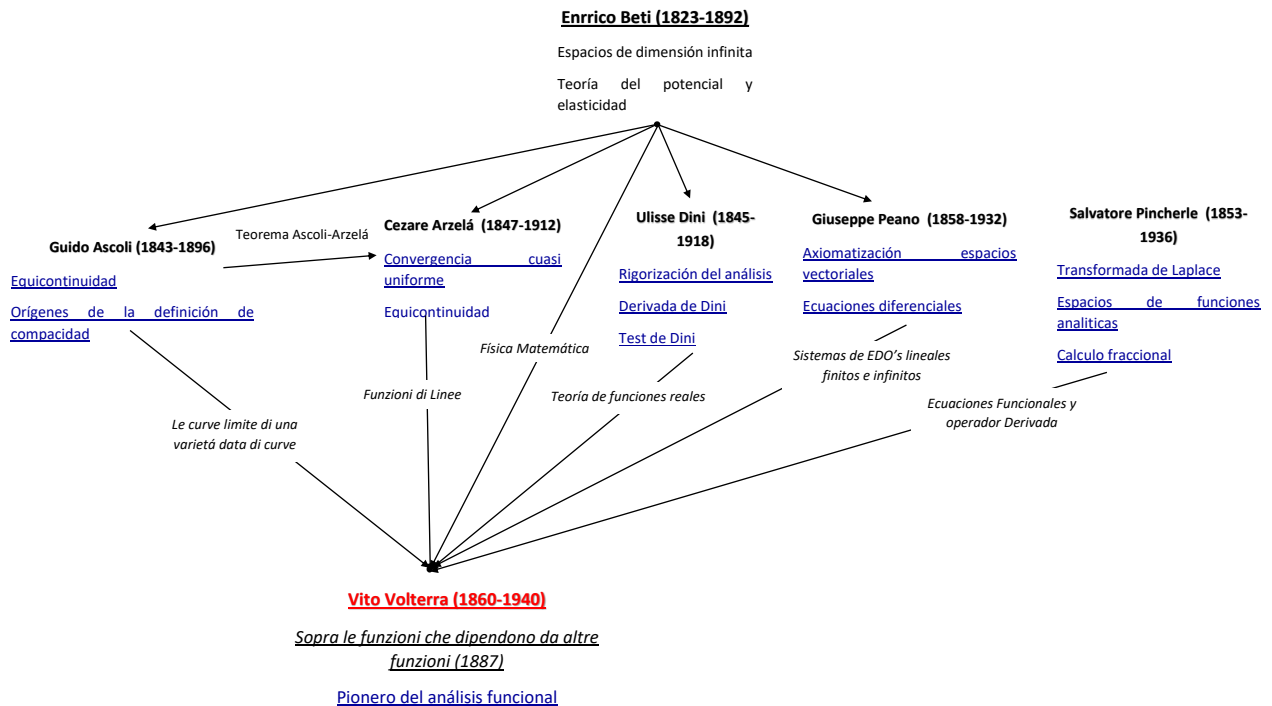 Enrrico Beti (1823-1892)
Espacios de dimensión infinita
Teoría del potencial y
elasticidad
Guido Ascoli (1843-1896)
Equicontinuidad
Orígenes de la definición de
compacidad
Teorema Ascoli-Arzelá
Cezare Arzelá (1847-1912)
Convergencia cuasi
uniforme
Equicontinuidad
Ulisse Dini (1845-
1918)
Rigorización del análisis
Derivada de Dini
Test de Dini
Giuseppe Peano (1858-1932)
Axiomatización espacios
vectoriales
Ecuaciones diferenciales
Salvatore Pincherle (1853-
1936)
Transformada de Laplace
Espacios de funciones
analiticas
Calculo fraccional
Le curve limite di una
varietá data di curve
Funzioni di Linee
Física Matemática
Teoría de funciones reales
Sistemas de EDO's lineales
finitos e infinitos
Ecuaciones Funcionales y
operador Derivada
Vito Volterra (1860-1940)
Sopra le funzioni che dipendono da altre
funzioni (1887)
Pionero del análisis funcional